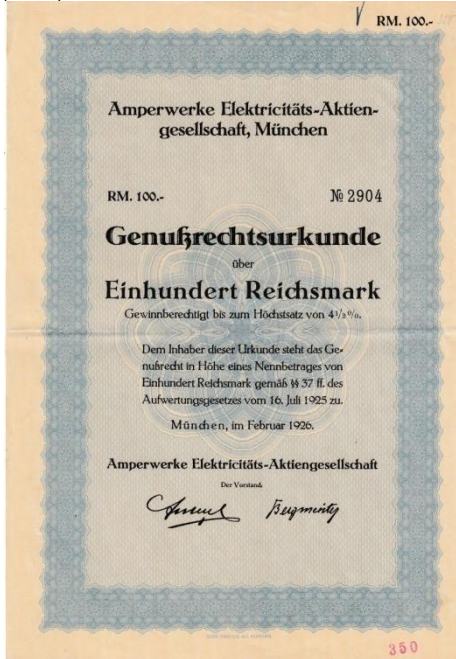 RM. 100.-
Amperwerke Elektricitäts-Aktien-
gesellschaft, München
RM. 100.- № 2904
Genußrechtsurkunde
über
Einhundert Reichsmark
Gewinnberechtigt bis zum Höchstsatz von 4½%.
Dem Inhaber dieser Urkunde steht das Ge-
nußrecht in Höhe eines Nennbetrages von
Einhundert Reichsmark gemäß §§ 37 ff. des
Aufwertungsgesetzes vom 16. Juli 1925 zu.
München, im Februar 1926.
Amperwerke Elektricitäts-Aktiengesellschaft
Der Vorstand.
350